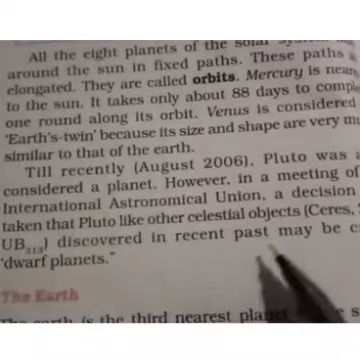 All the eight planets of the solar system
around the sun in fixed paths. These paths
elongated. They are called orbits. Mercury is
to the sun. It takes only about 88 days to
one round along its orbit. Venus is considered
'Earth's-twin' because its size and shape are very
similar to that of the earth.
Till recently (August 2006), Pluto was
considered a planet. However, in a meeting of
International Astronomical Union, a decision
taken that Pluto like other celestial objects (Ceres,
UB313) discovered in recent past may be
'dwarf planets."
The Earth
The earth is the third nearest planet